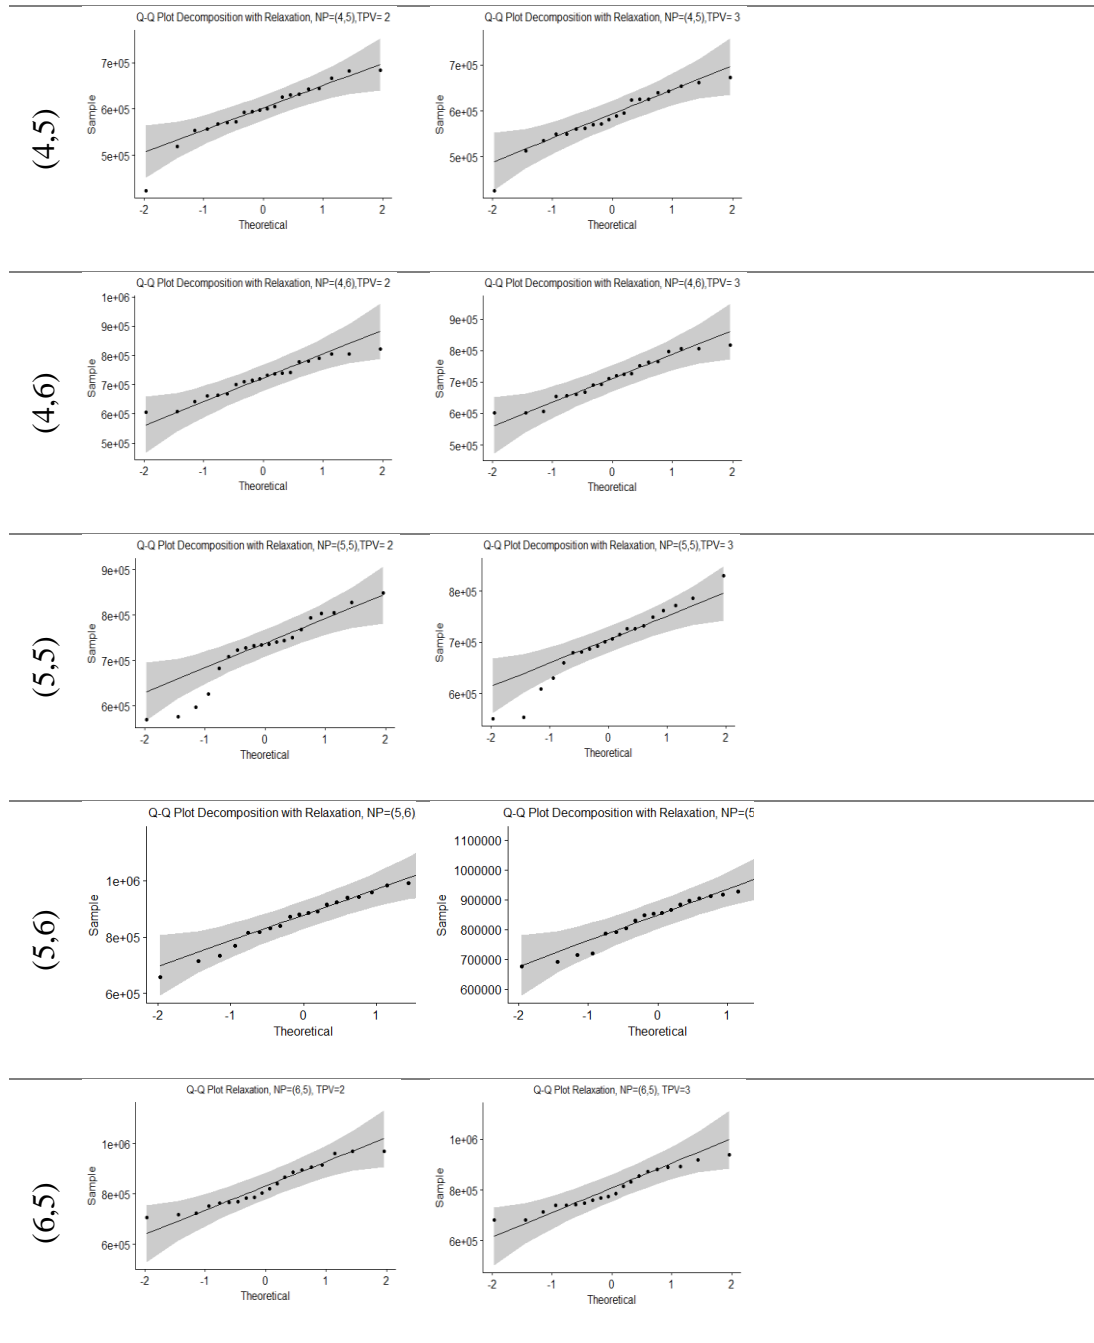 Q-Q Plot Decomposition with Relaxation, NP=(4,5),TPV= 2
7e+05
6e+05
5e+05
Sample
-2 -1 0 1 2
Theoretical
Q-Q Plot Decomposition with Relaxation, NP=(4,5),TPV= 3
7e+05
6e+05
5e+05
Sample
-2 -1 0 1 2
Theoretical
(4,5)
Q-Q Plot Decomposition with Relaxation, NP=(4,6),TPV= 2
1e+06
9e+05
8e+05
7e+05
6e+05
5e+05
Sample
-2 -1 0 1 2
Theoretical
Q-Q Plot Decomposition with Relaxation, NP=(4,6),TPV= 3
9e+05
8e+05
7e+05
6e+05
5e+05
Sample
-2 -1 0 1 2
Theoretical
(4,6)
Q-Q Plot Decomposition with Relaxation, NP=(5,5),TPV= 2
9e+05
8e+05
7e+05
6e+05
Sample
-2 -1 0 1 2
Theoretical
Q-Q Plot Decomposition with Relaxation, NP=(5,5),TPV= 3
8e+05
7e+05
6e+05
Sample
-2 -1 0 1 2
Theoretical
(5,5)
Q-Q Plot Decomposition with Relaxation, NP=(5,6)
1e+06
8e+05
6e+05
Sample
-2 -1 0 1
Theoretical
Q-Q Plot Decomposition with Relaxation, NP=(5
1100000
1000000
900000
800000
700000
600000
Sample
-2 -1 0 1
Theoretical
(5,6)
Q-Q Plot Relaxation, NP=(6,5), TPV=2
1e+06
8e+05
6e+05
Sample
-2 -1 0 1 2
Theoretical
Q-Q Plot Relaxation, NP=(6,5), TPV=3
1e+06
8e+05
6e+05
Sample
-2 -1 0 1 2
Theoretical
(6,5)